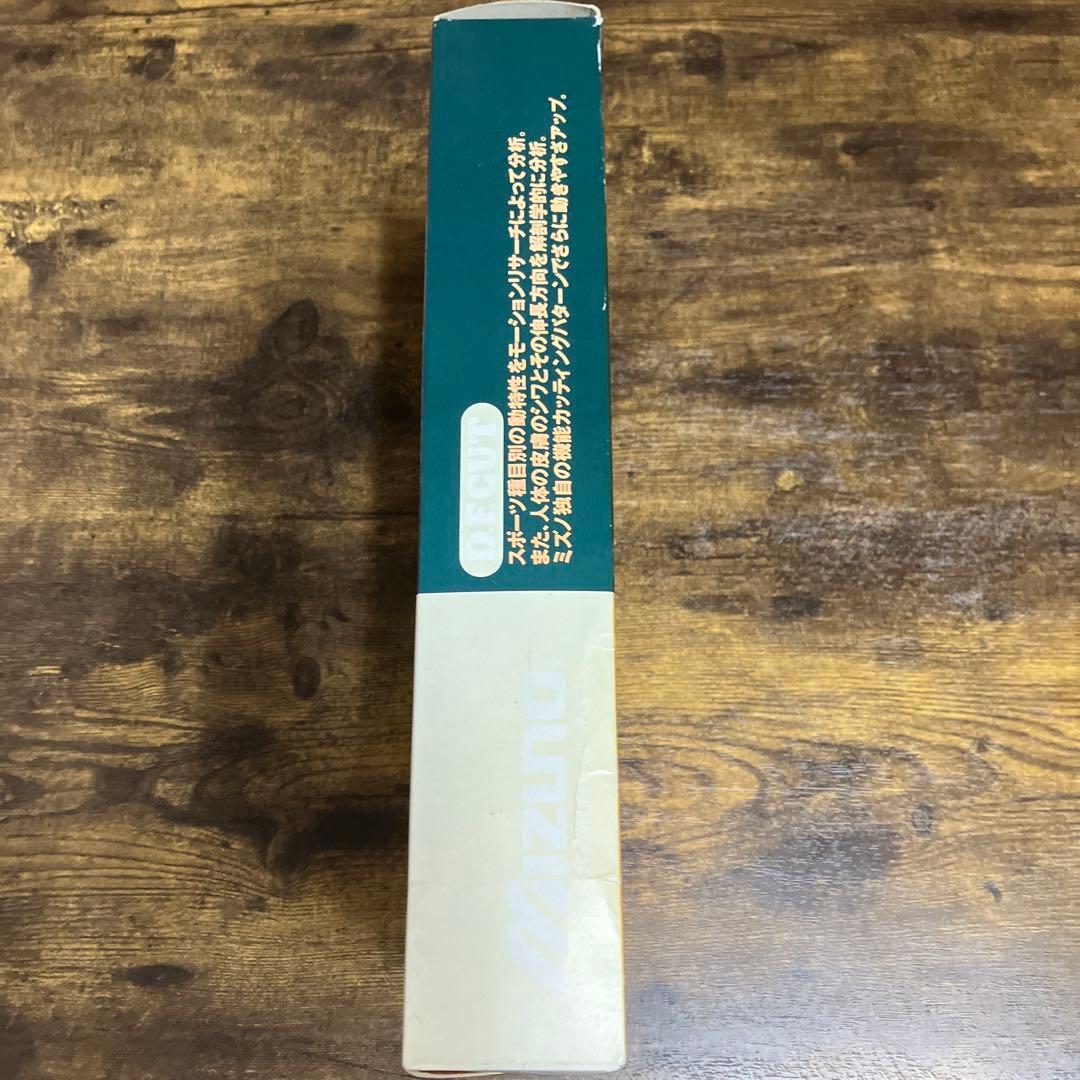 D.F.CUT
スポーツ種目別の動特性をモーションリサーチによって分析。
また、人体の皮膚のシワとその伸長方向を解剖学的に分析。
ミズノ独自の機能カッティングパターンでさらに動きやすさアップ。
mizuno